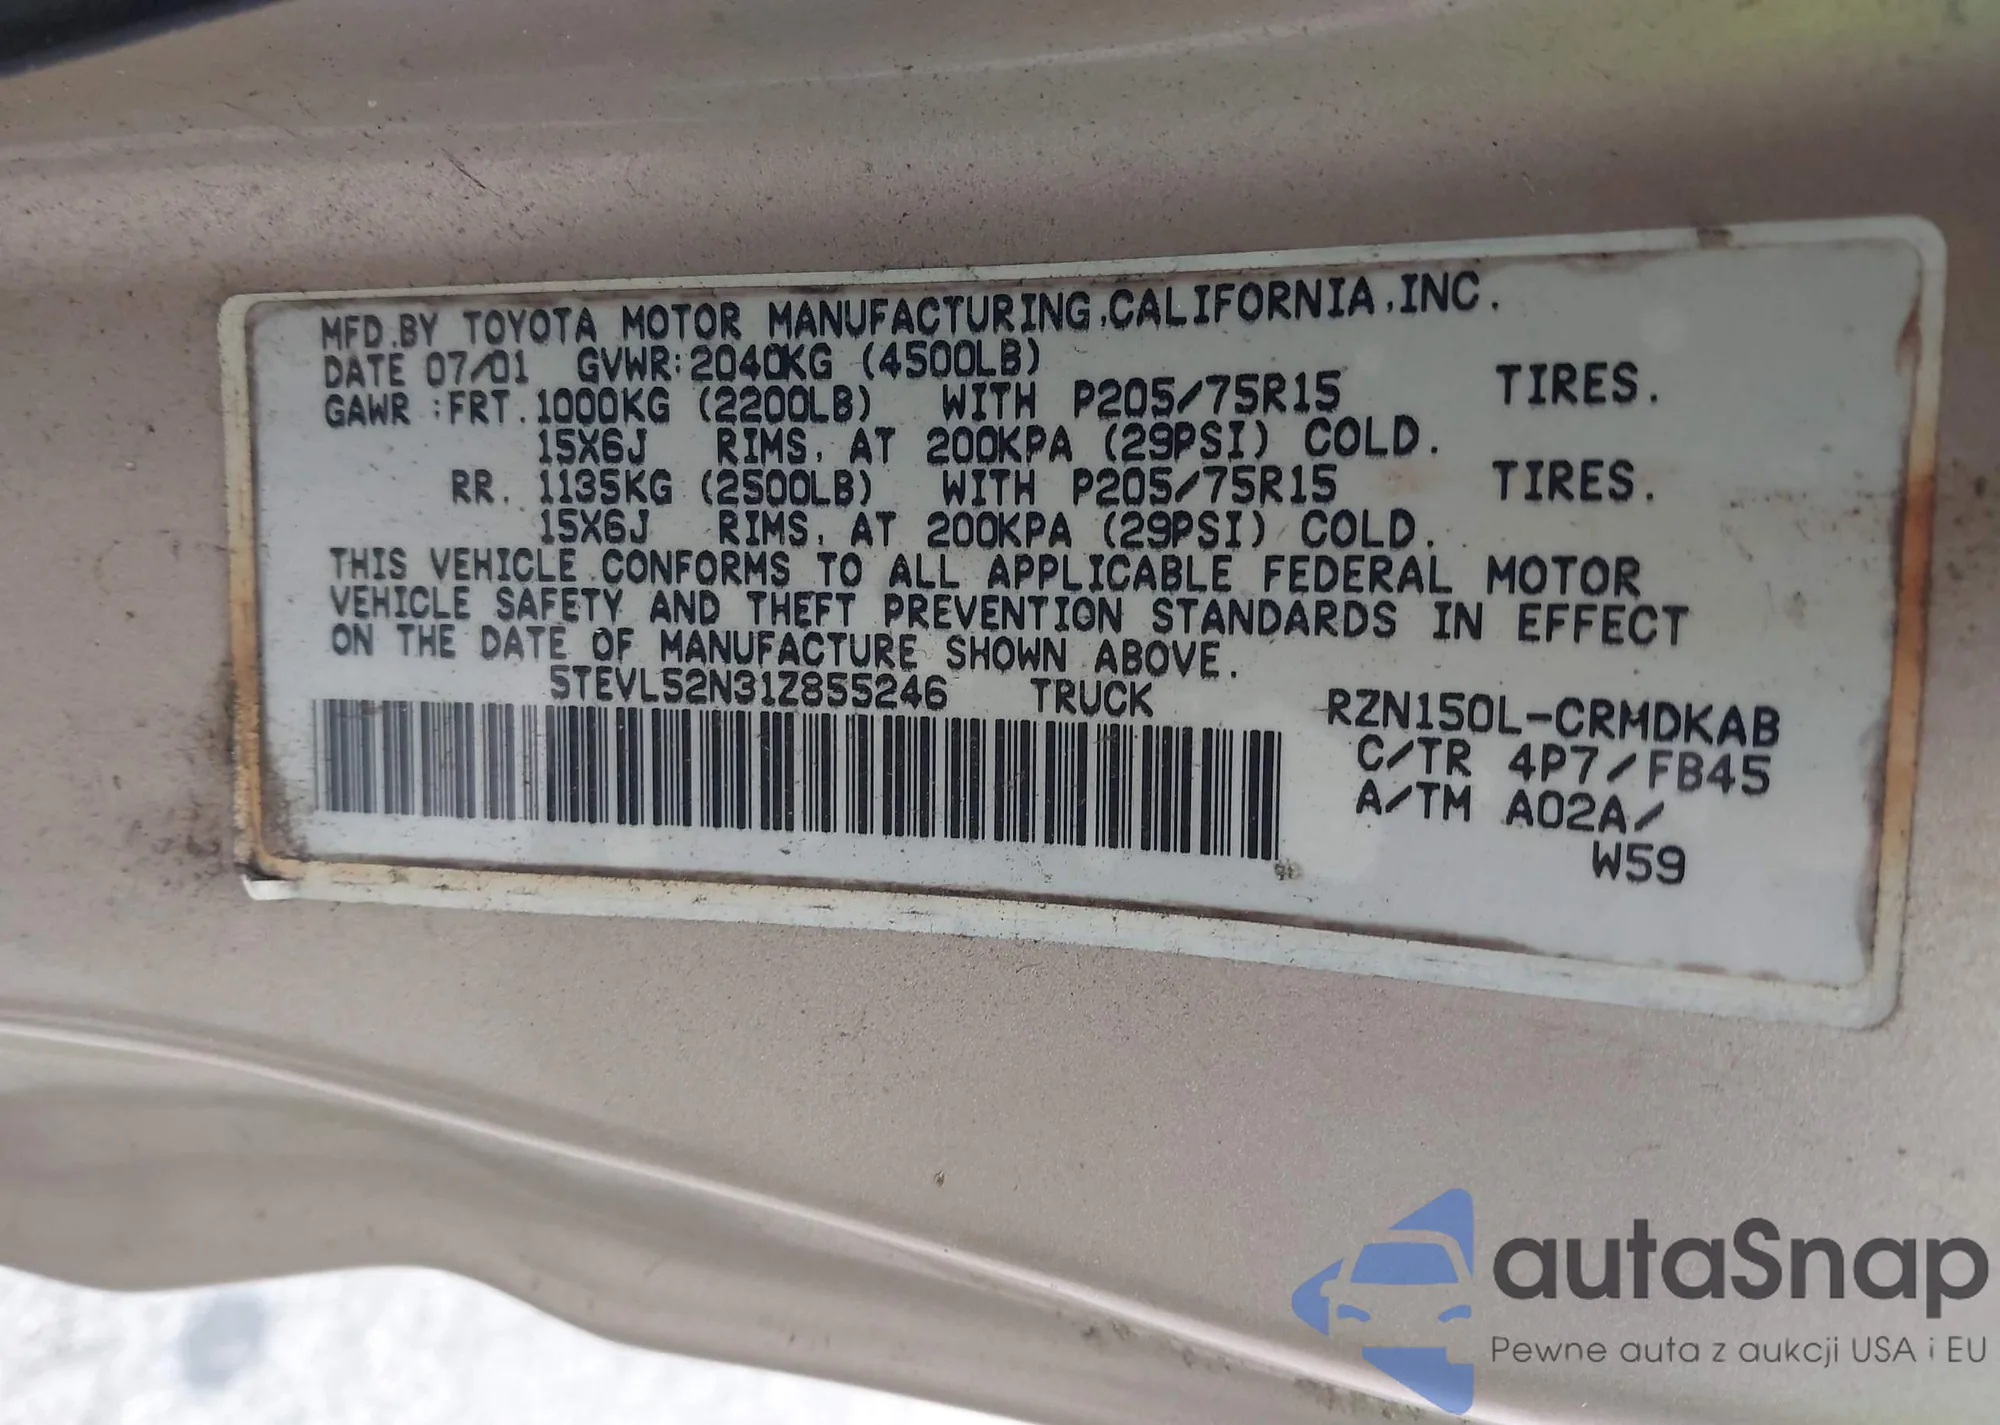 MFD.BY TOYOTA MOTOR MANUFACTURING,CALIFORNIA,INC.
DATE 07/01 GVWR:2040KG (4500LB)
GAWR :FRT.1000KG (2200LB) WITH P205/75R15 TIRES.
15X6J RIMS, AT 200KPA (29PSI) COLD.
RR. 1135KG (2500LB) WITH P205/75R15 TIRES.
15X6J RIMS, AT 200KPA (29PSI) COLD.
THIS VEHICLE CONFORMS TO ALL APPLICABLE FEDERAL MOTOR
VEHICLE SAFETY AND THEFT PREVENTION STANDARDS IN EFFECT
ON THE DATE OF MANUFACTURE SHOWN ABOVE.
5TEVL52N31Z855246 TRUCK RZN150L-CRMDKAB
C/TR 4P7/FB45
A/TM A02A/
W59
autaSnap
Pewne auta z aukcji USA i EU